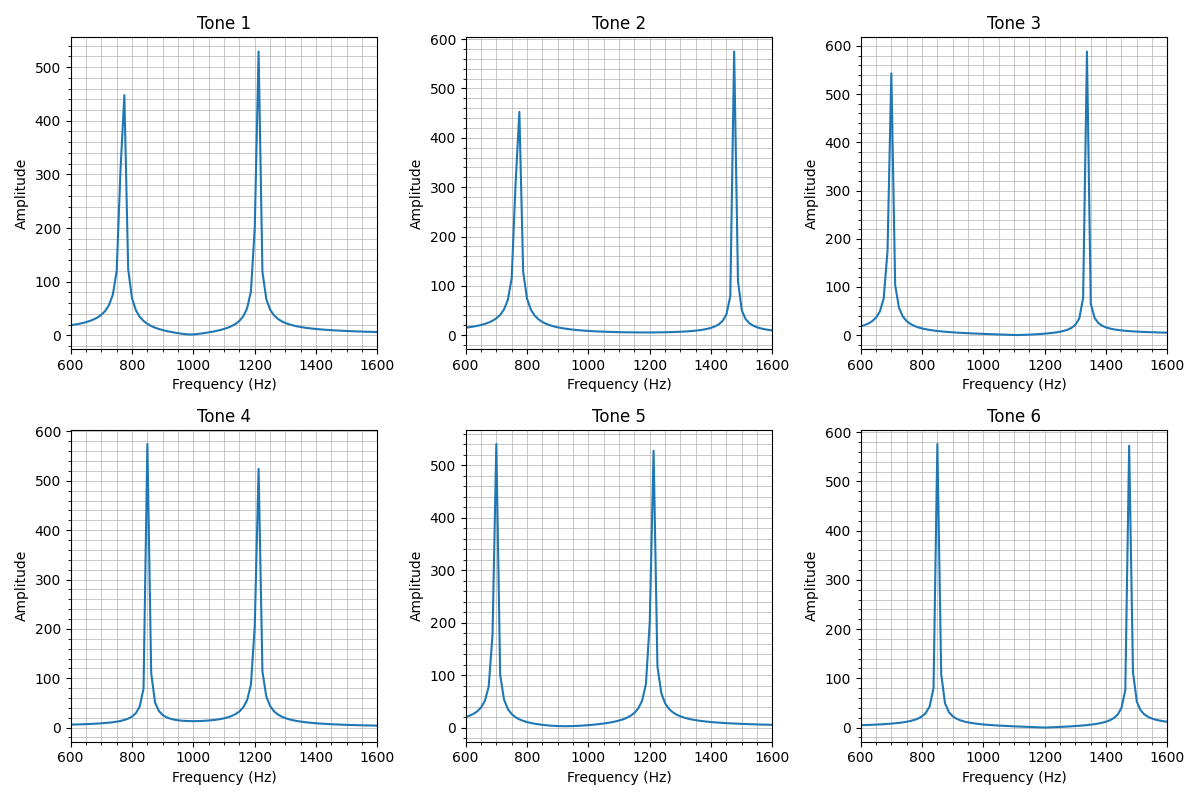 Tone 1 Tone 2 Tone 3
Amplitude Amplitude Amplitude
500 600 600
400 500 500
300 400 400
200 300 300
100 200 200
0 100 100
0 0
600 800 1000 1200 1400 1600 600 800 1000 1200 1400 1600 600 800 1000 1200 1400 1600
Frequency (Hz) Frequency (Hz) Frequency (Hz)
Tone 4 Tone 5 Tone 6
Amplitude Amplitude Amplitude
600 500 600
500 400 500
400 300 400
300 200 300
200 100 200
100 0 100
0 0
600 800 1000 1200 1400 1600 600 800 1000 1200 1400 1600 600 800 1000 1200 1400 1600
Frequency (Hz) Frequency (Hz) Frequency (Hz)